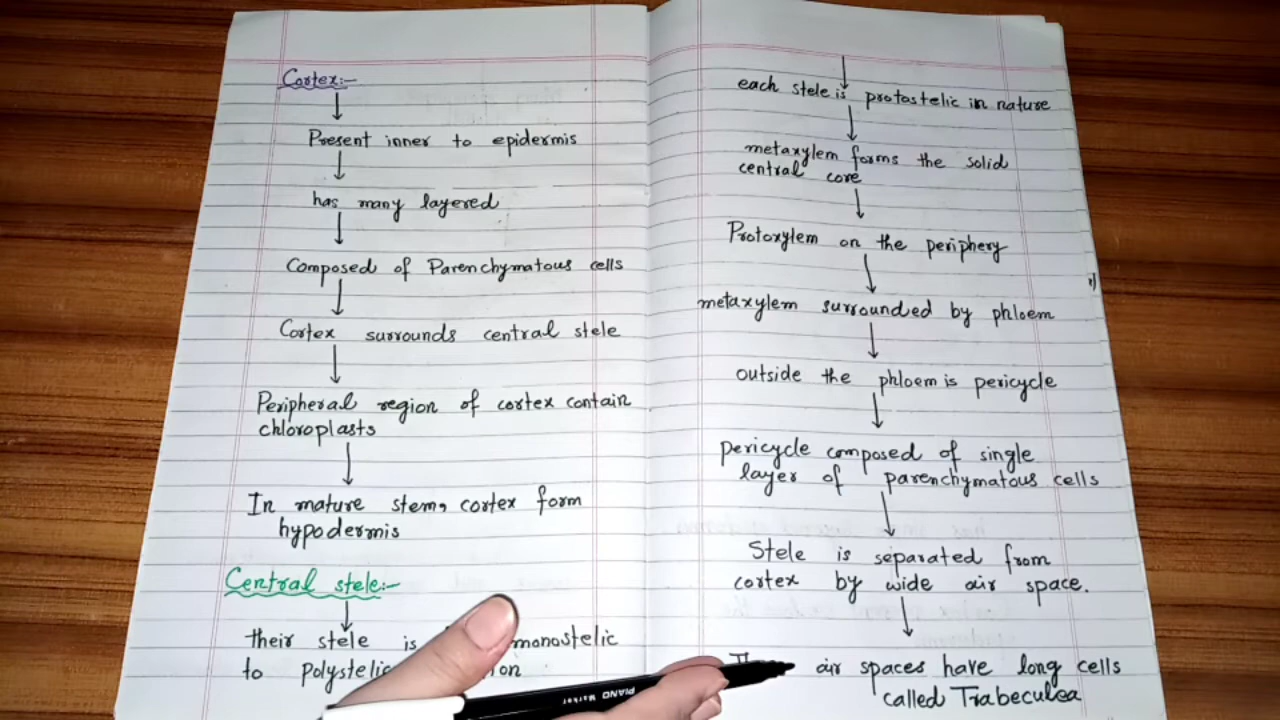 Cortex:-
Present inner to epidermis
has many layered
Composed of Parenchymatous cells
Cortex surrounds central stele
Peripheral region of cortex contain
chloroplasts
In mature stem, cortex form
hypodermis
Central stele:-
their stele is monostelic
to polystelic
each stele is protostelic in nature
metaxylem forms the solid
central core
Protoxylem on the periphery
metaxylem surrounded by phloem
outside the phloem is pericycle
pericycle composed of single
layer of parenchymatous cells
Stele is separated from
cortex by wide air space.
air spaces have long cells
called Trabeculea
PIANO Marker